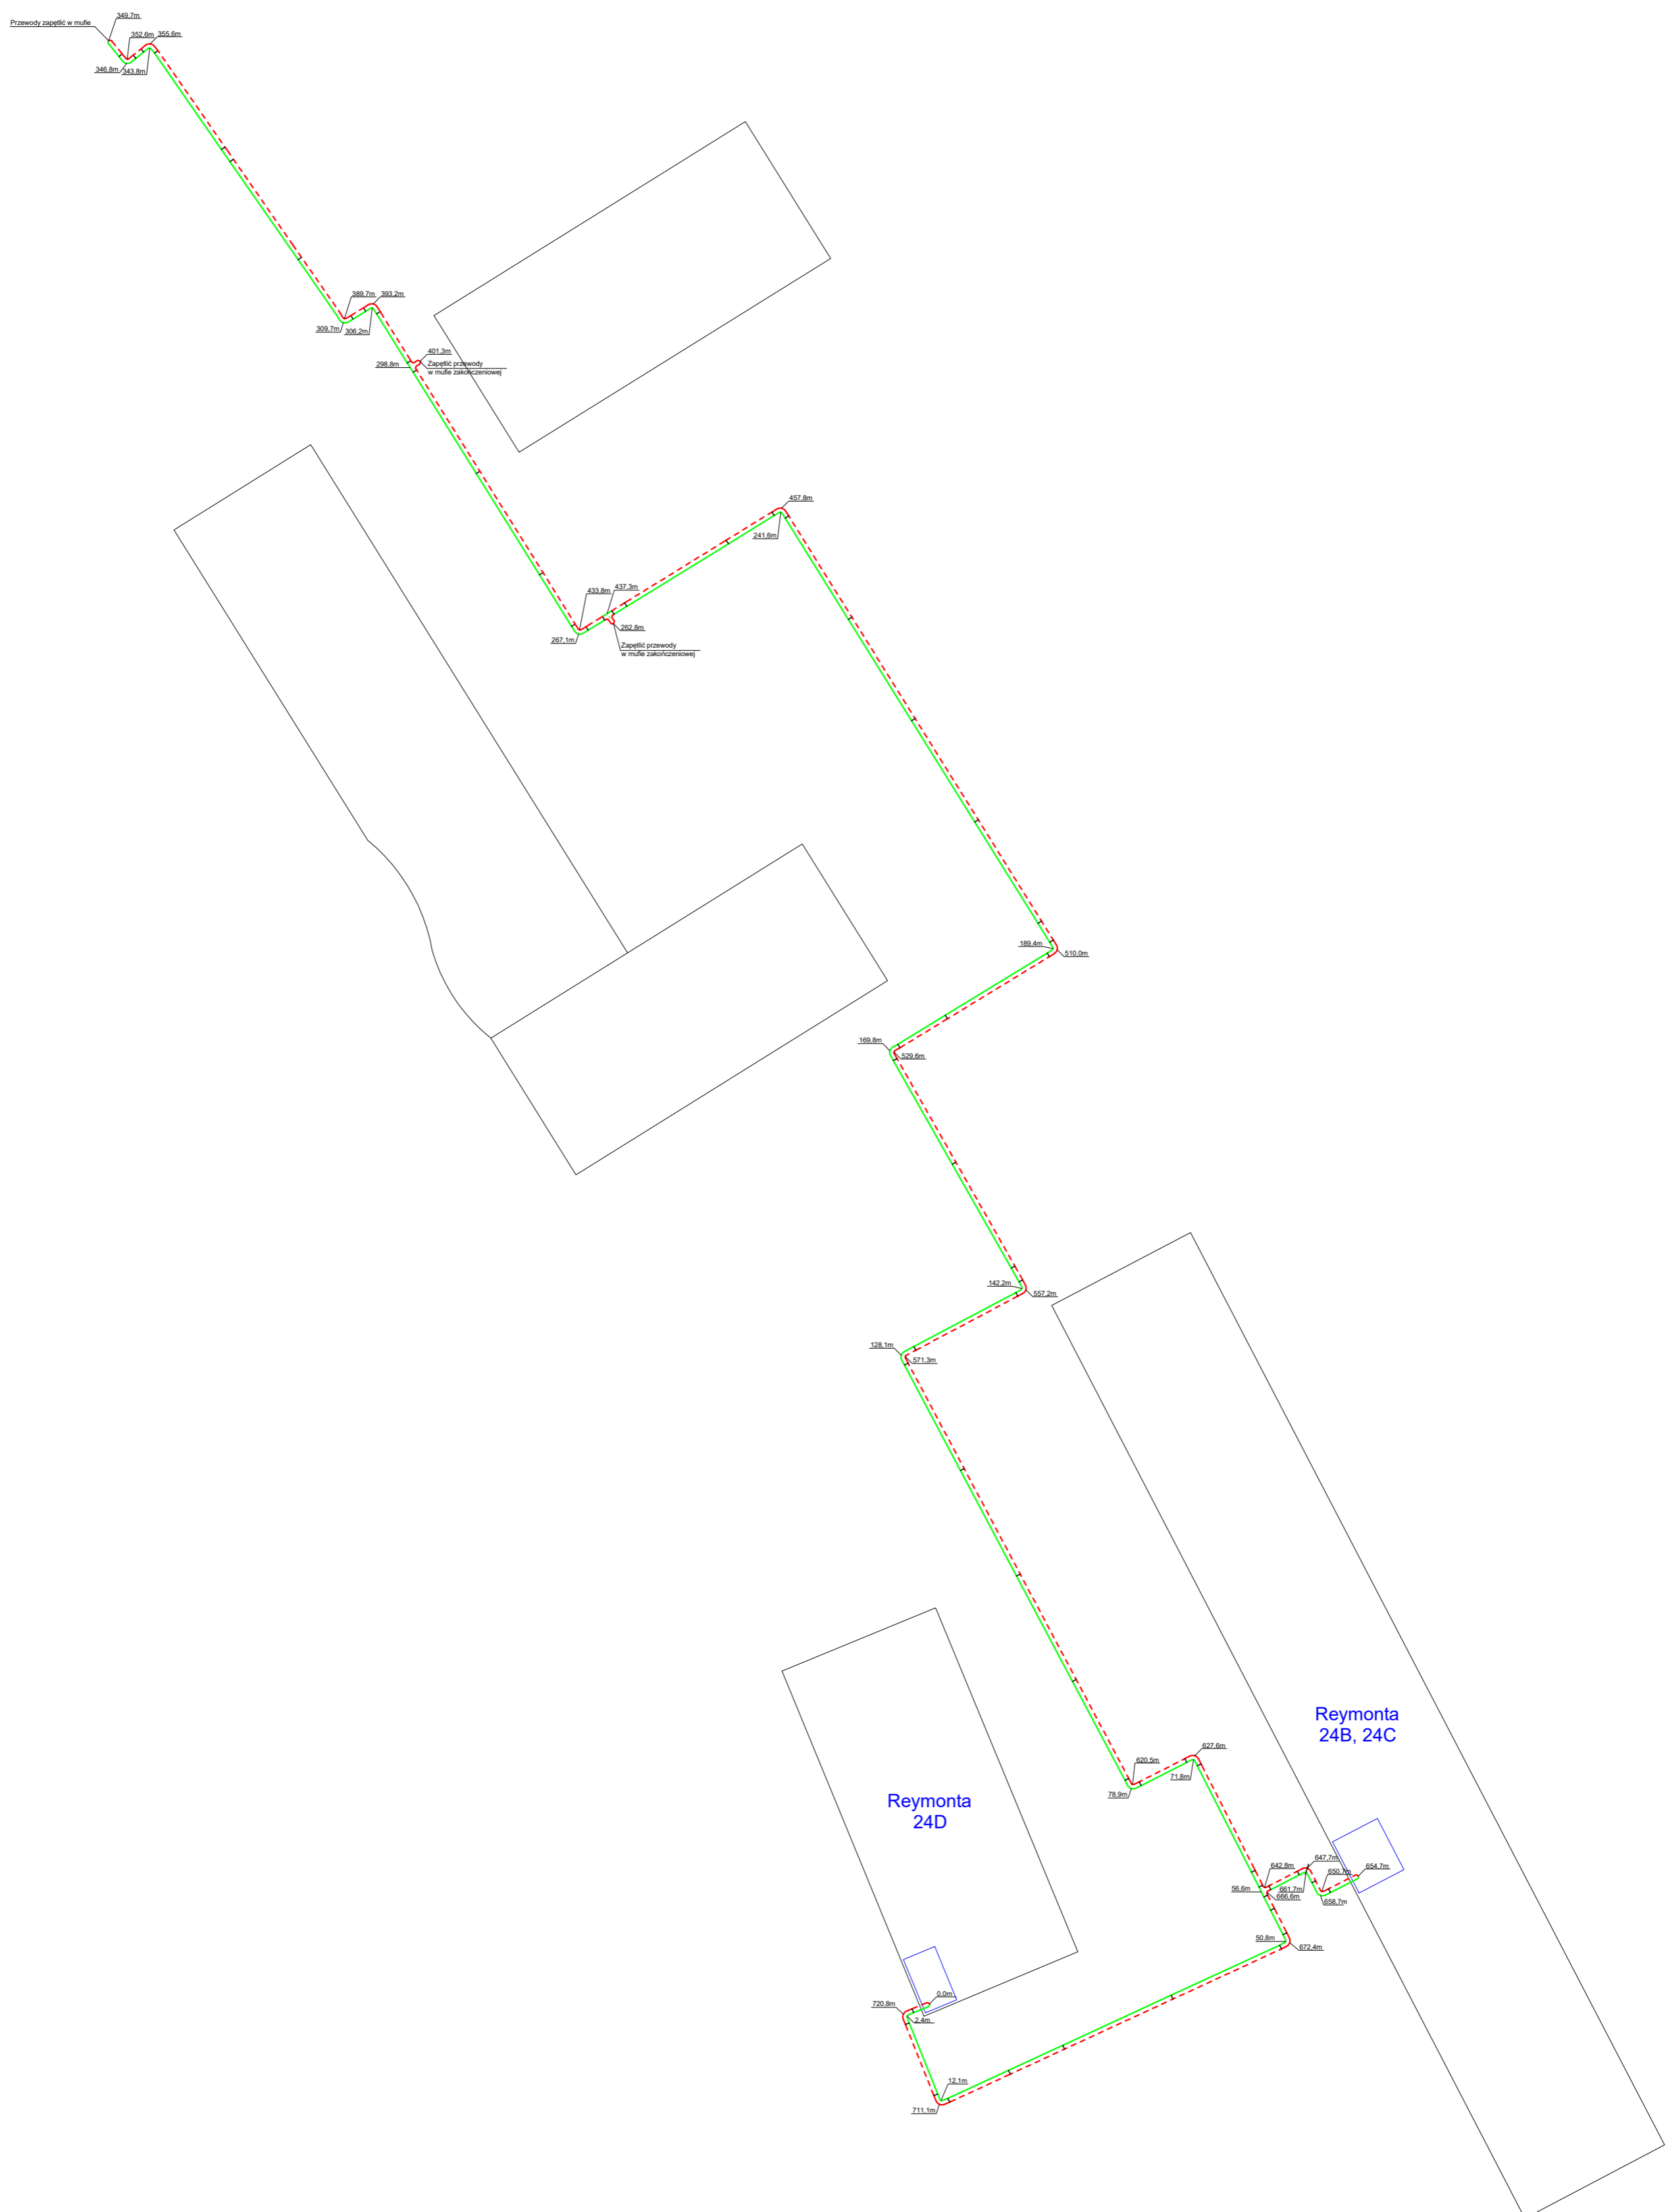 349,7m
Przewody zapętlić w mufie
352,6m
355,6m
346,8m
343,8m
389,7m
393,2m
309,7m
306,2m
401,3m
298,8m
Zapętlić przewody
w mufie zakończeniowej
457,8m
241,6m
433,8m
437,3m
262,8m
267,1m
Zapętlić przewody
w mufie zakończeniowej
189,4m
510,0m
169,8m
529,6m
142,2m
557,2m
128,1m
571,3m
Reymonta
24B, 24C
627,6m
620,5m
71,8m
78,9m
Reymonta
24D
647,7m
642,8m
650,7m
654,7m
56,6m
661,7m
666,6m
658,7m
50,8m
672,4m
0,0m
720,8m
2,4m
12,1m
711,1m